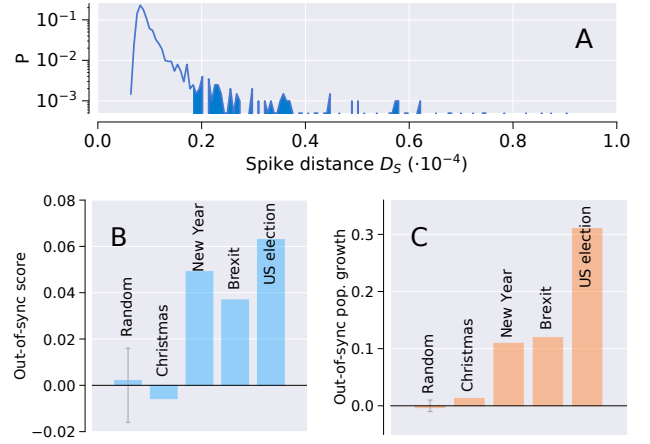 A
P
10⁻¹
10⁻²
10⁻³
0.0 0.2 0.4 0.6 0.8 1.0
Spike distance D_S (·10⁻⁴)
B
Out-of-sync score
0.08
0.06
0.04
0.02
0.00
−0.02
Random
Christmas
New Year
Brexit
US election
C
Out-of-sync pop. growth
0.3
0.2
0.1
0.0
Random
Christmas
New Year
Brexit
US election